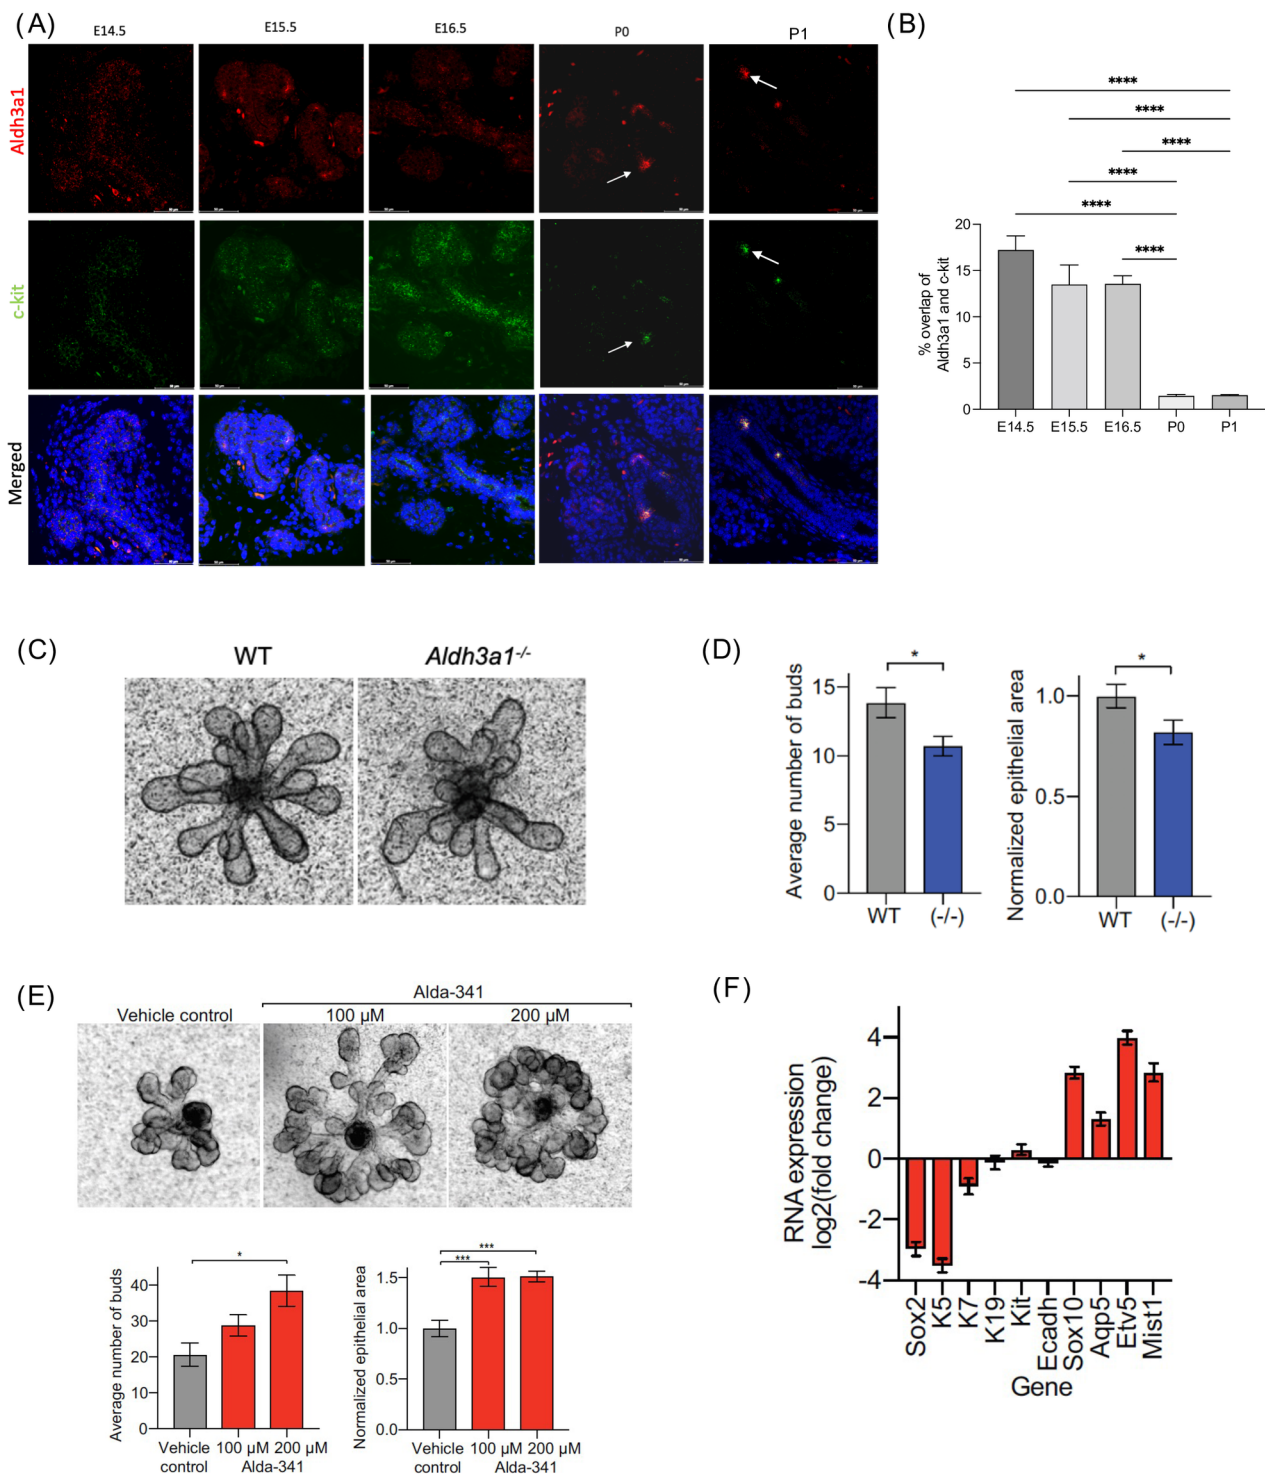 (A)
E14.5 E15.5 E16.5 P0 P1
Aldh3a1
c-kit
Merged
(B)
****
****
****
****
****
****
20
15
10
5
0
% overlap of
Aldh3a1 and c-kit
E14.5 E15.5 E16.5 P0 P1
(C)
WT Aldh3a1-/-
(D)
*
15
10
5
0
Average number of buds
WT (-/-)
*
1.0
0.5
0.0
Normalized epithelial area
WT (-/-)
(E)
Alda-341
Vehicle control 100 µM 200 µM
*
40
30
20
10
0
Average number of buds
Vehicle 100 µM 200 µM
control Alda-341
***
***
1.5
1.0
0.5
0.0
Normalized epithelial area
Vehicle 100 µM 200 µM
control Alda-341
(F)
4
2
0
-2
-4
RNA expression
log2(fold change)
Sox2 K5 K7 K19 Kit Ecadh Sox10 Aqp5 Etv5 Mist1
Gene